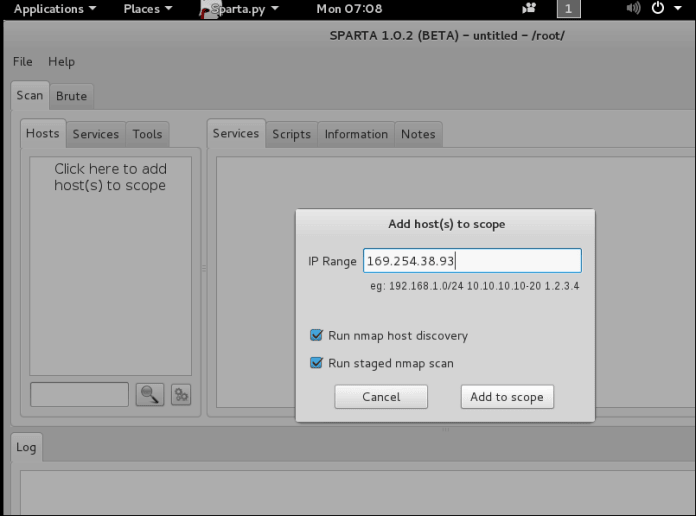 Applications Places Sparta.py Mon 07:08 1
SPARTA 1.0.2 (BETA) - untitled - /root/
File Help
Scan Brute
Hosts Services Tools
Services Scripts Information Notes
Click here to add
host(s) to scope
Add host(s) to scope
IP Range 169.254.38.93
eg: 192.168.1.0/24 10.10.10.10-20 1.2.3.4
Run nmap host discovery
Run staged nmap scan
Cancel Add to scope
Log